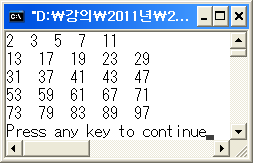 "D:￦강의￦2011년￦2...
2 3 5 7 11
13 17 19 23 29
31 37 41 43 47
53 59 61 67 71
73 79 83 89 97
Press any key to continue